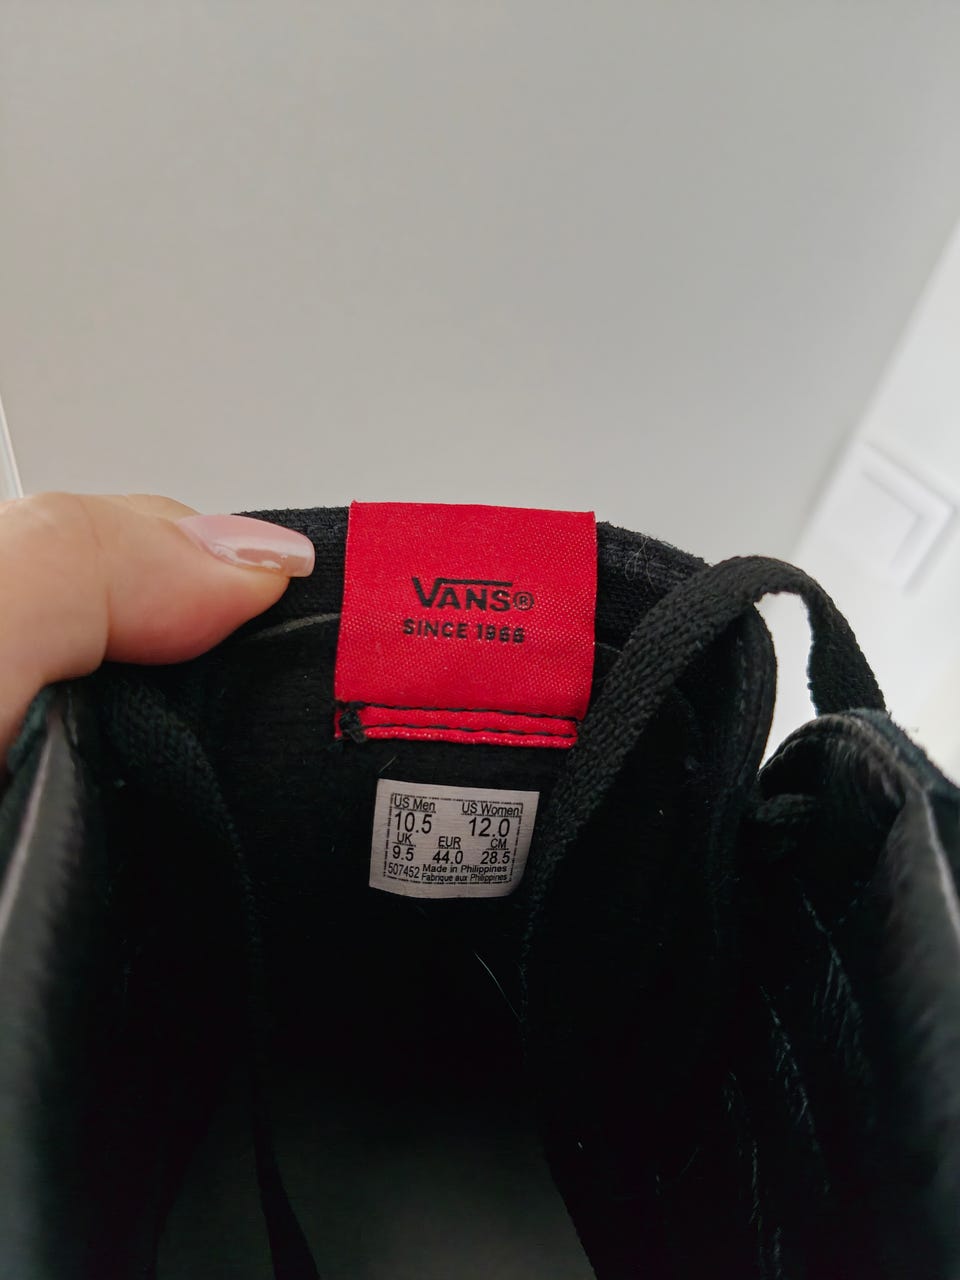 VANS®
SINCE 1966
US Men US Women
10.5 12.0
UK EUR CM
9.5 44.0 28.5
507452 Made in Philippines
Fabrique aux Philippines